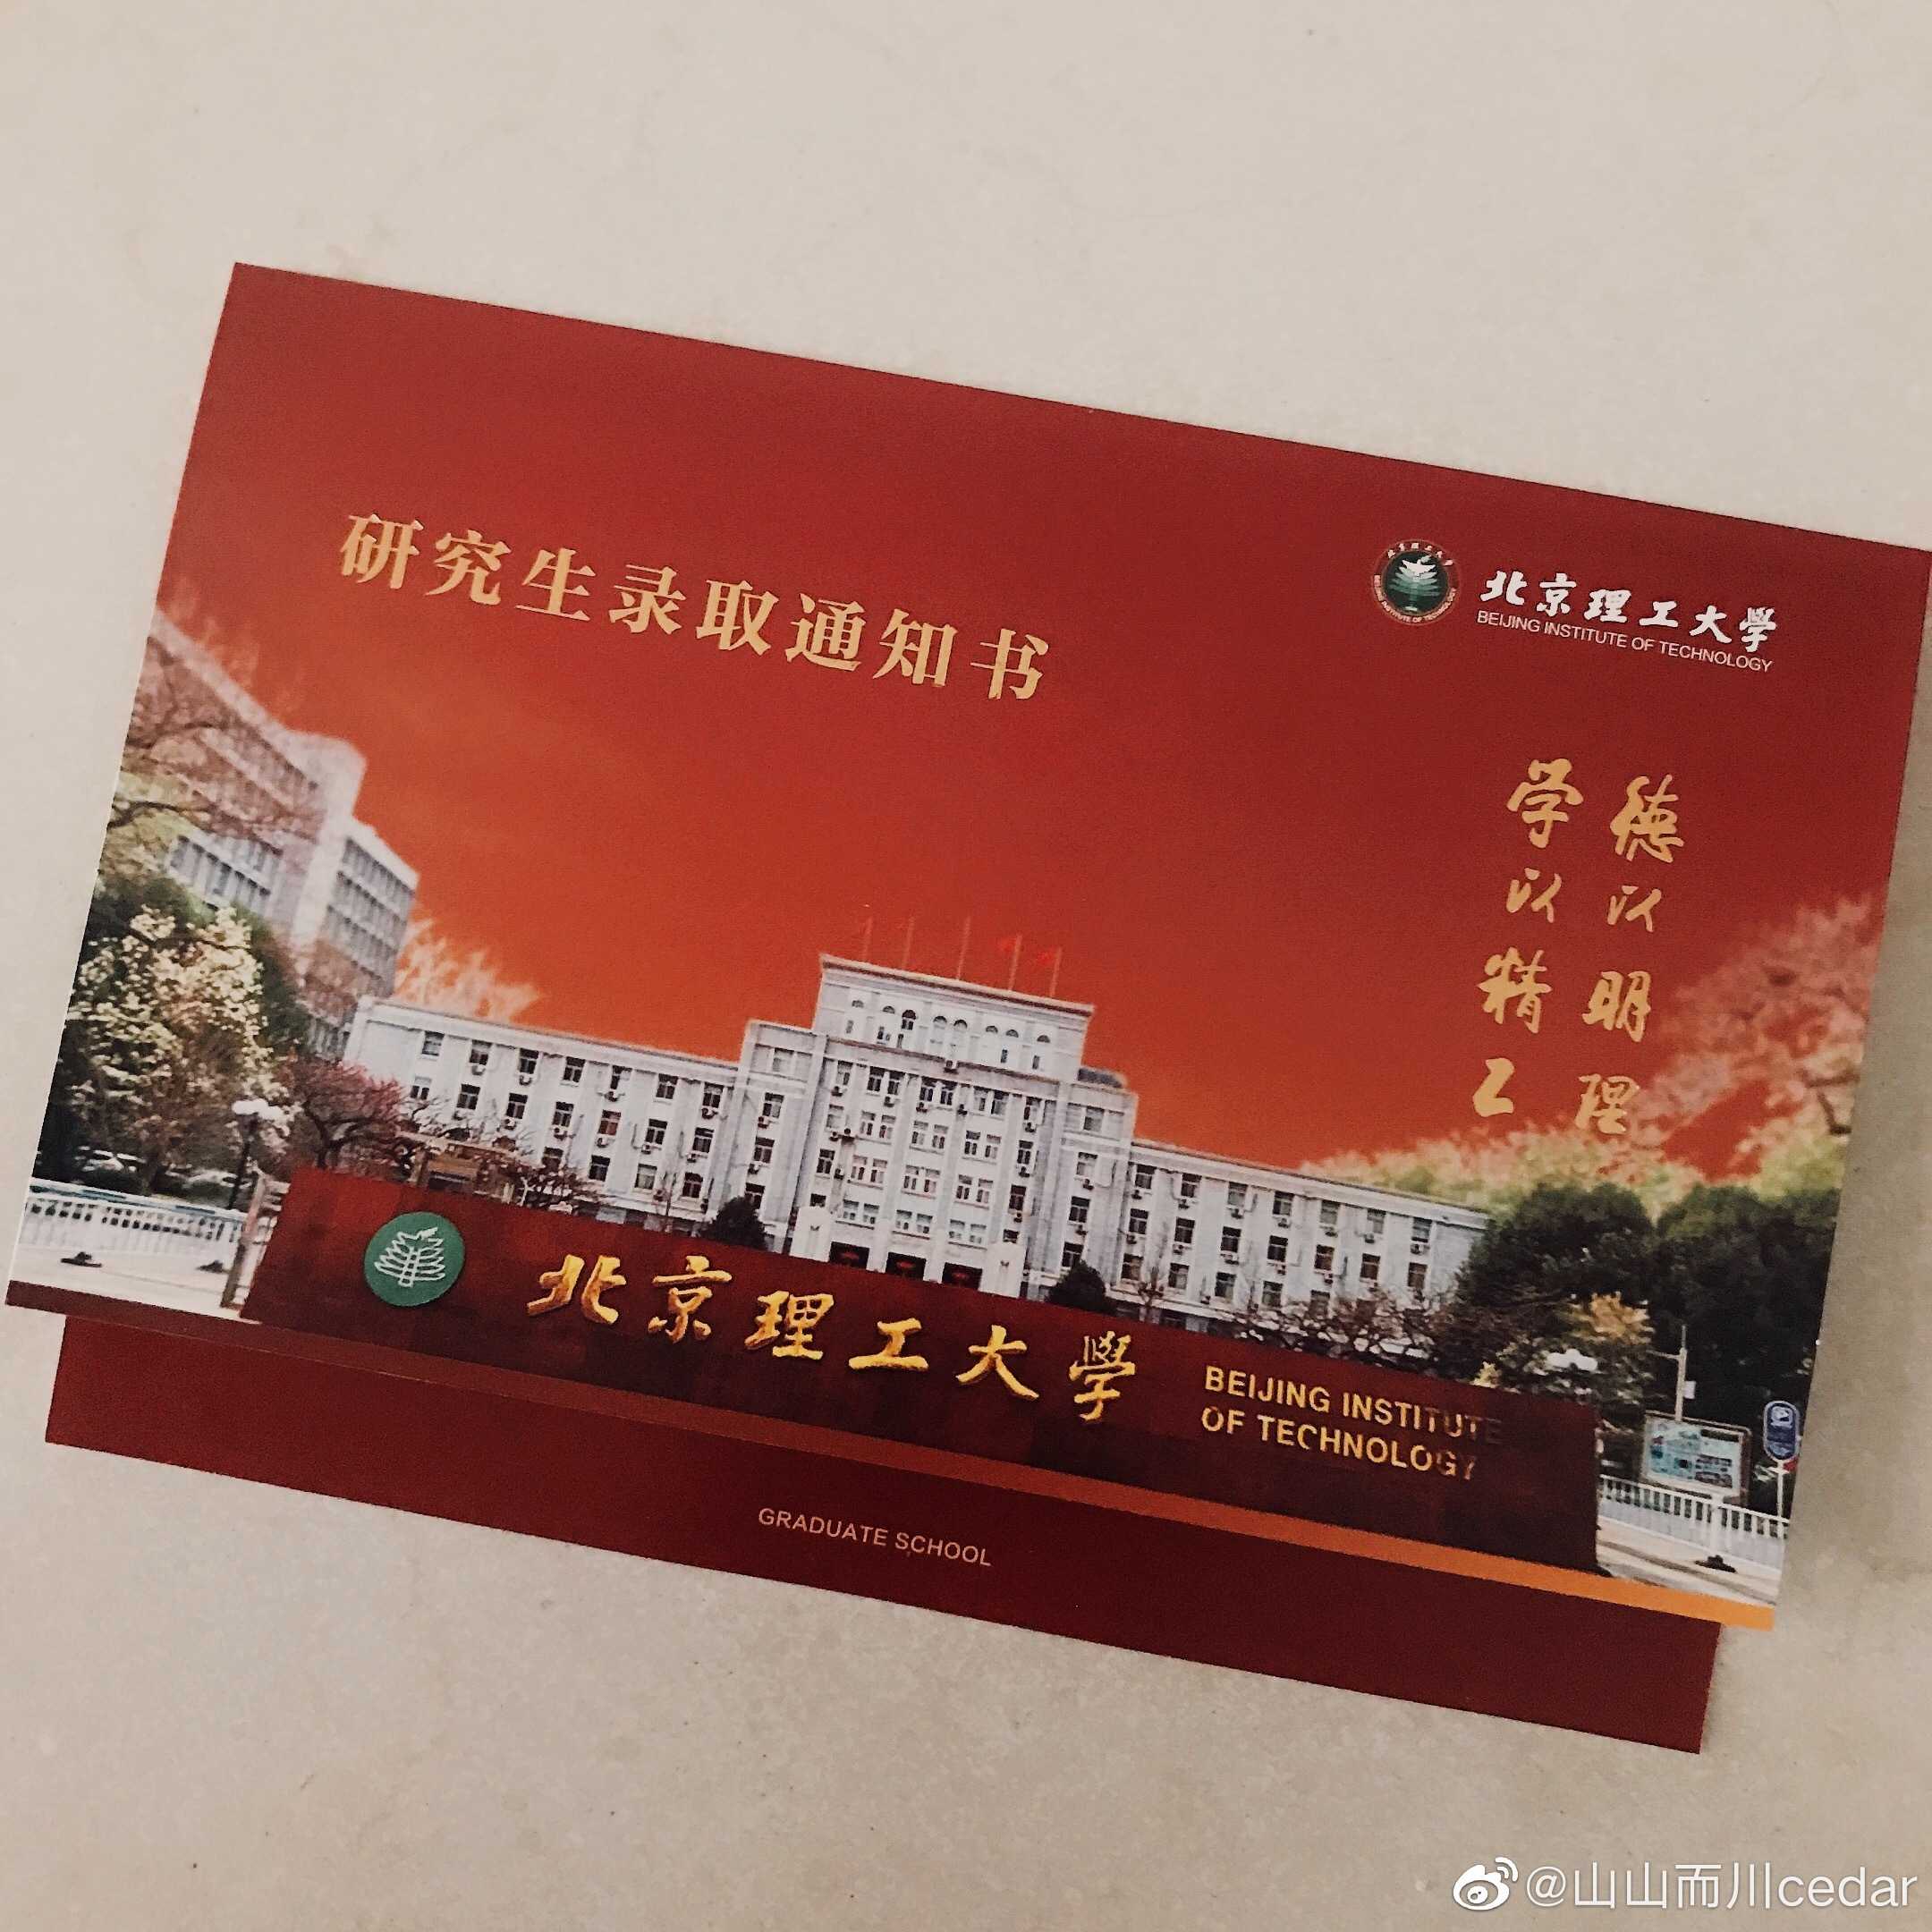 研究生录取通知书
北京理工大學
BEIJING INSTITUTE OF TECHNOLOGY
德以明理
学以精工
北京理工大學
BEIJING INSTITUTE
OF TECHNOLOGY
GRADUATE SCHOOL
@山山而川cedar